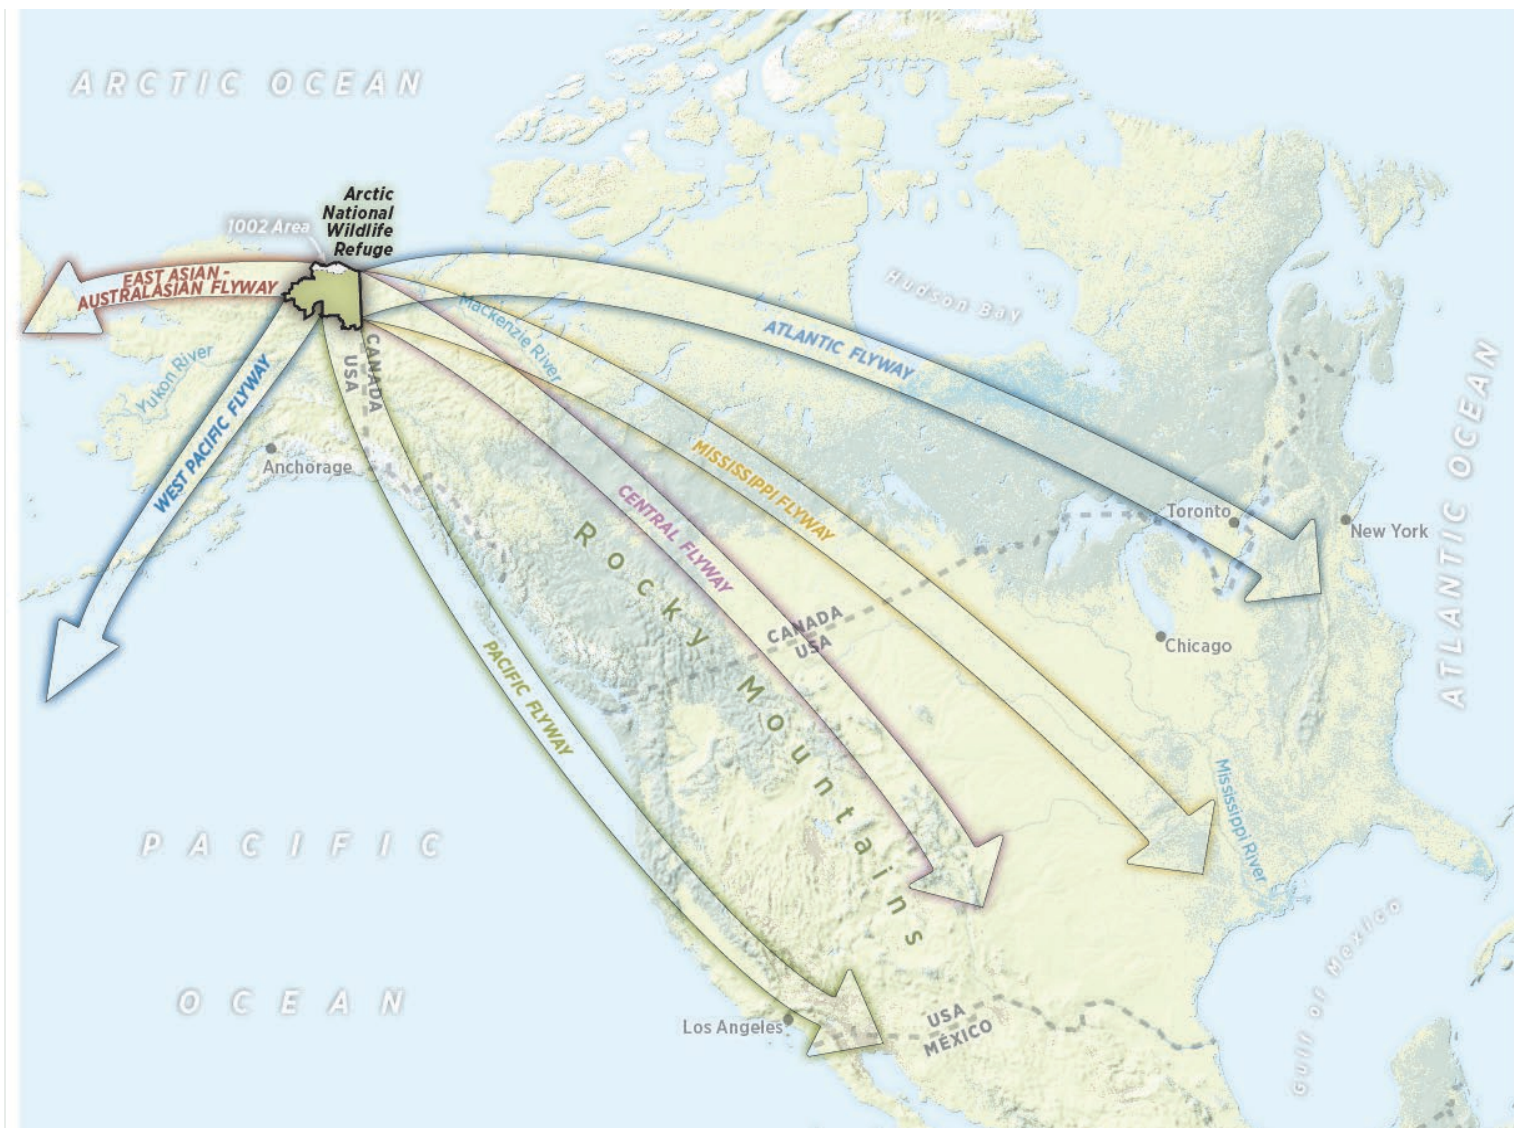 ARCTIC OCEAN
Arctic
National
Wildlife
Refuge
1002 Area
EAST ASIAN -
AUSTRALASIAN FLYWAY
Hudson Bay
Mackenzie River
ATLANTIC FLYWAY
CANADA
USA
Yukon River
WEST PACIFIC FLYWAY
Anchorage
MISSISSIPPI FLYWAY
CENTRAL FLYWAY
Toronto
New York
ATLANTIC OCEAN
Rocky Mountains
CANADA
USA
Chicago
PACIFIC FLYWAY
Mississippi River
PACIFIC
OCEAN
Gulf of Mexico
Los Angeles
USA
MÉXICO